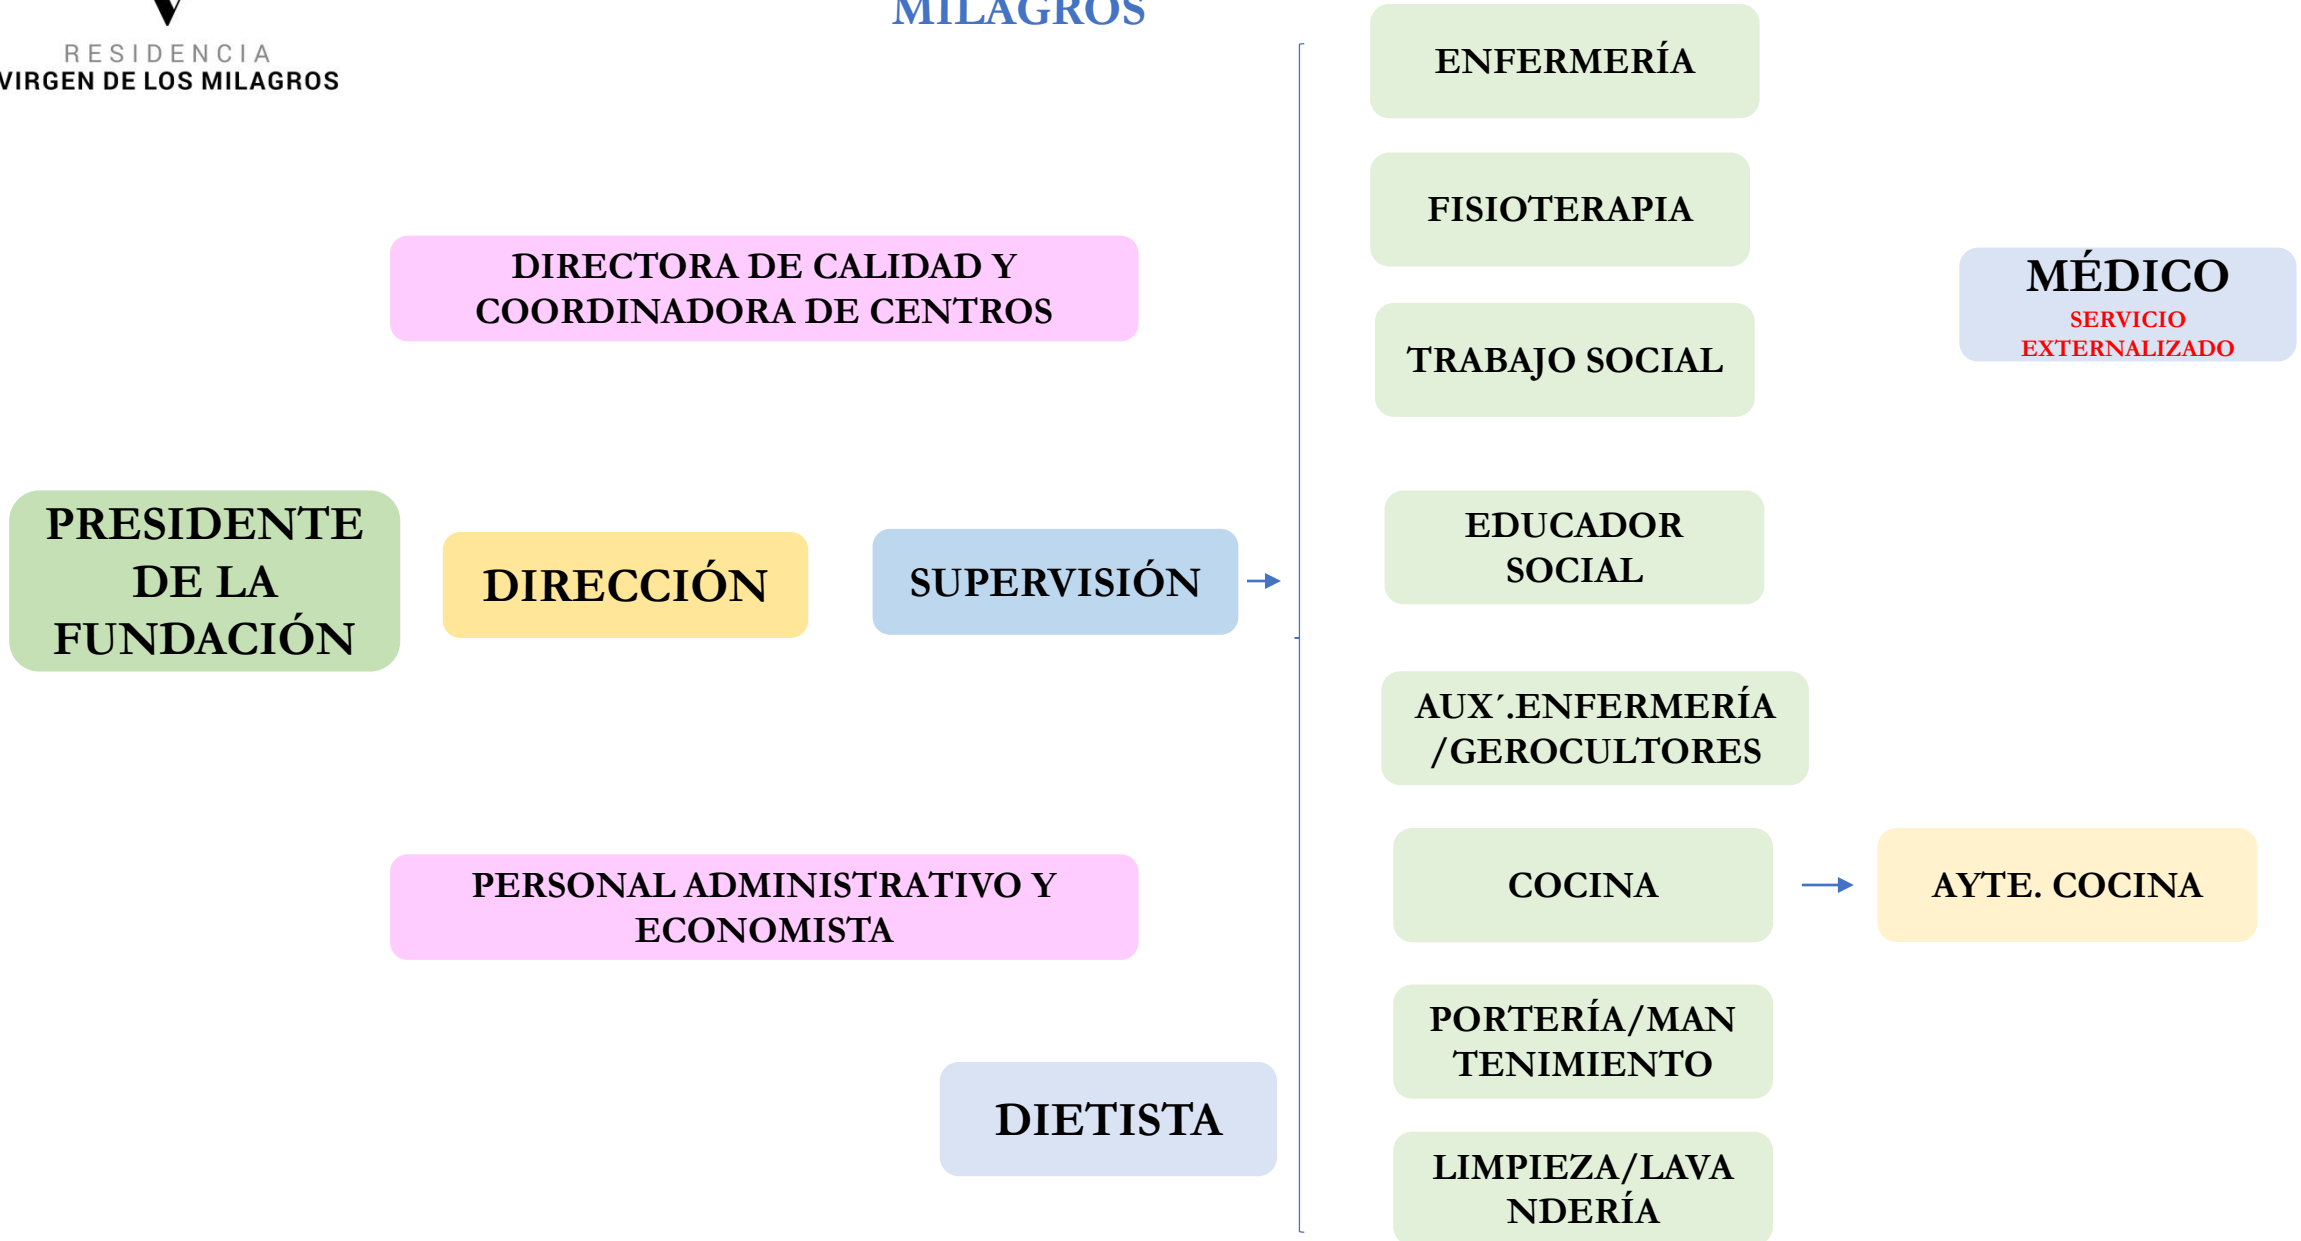 MILAGROS
RESIDENCIA
VIRGEN DE LOS MILAGROS
ENFERMERÍA
FISIOTERAPIA
DIRECTORA DE CALIDAD Y
COORDINADORA DE CENTROS
MÉDICO
SERVICIO
EXTERNALIZADO
TRABAJO SOCIAL
PRESIDENTE
DE LA
FUNDACIÓN
DIRECCIÓN
SUPERVISIÓN
EDUCADOR
SOCIAL
AUX´.ENFERMERÍA
/GEROCULTORES
PERSONAL ADMINISTRATIVO Y
ECONOMISTA
COCINA
AYTE. COCINA
PORTERÍA/MAN
TENIMIENTO
DIETISTA
LIMPIEZA/LAVA
NDERÍA